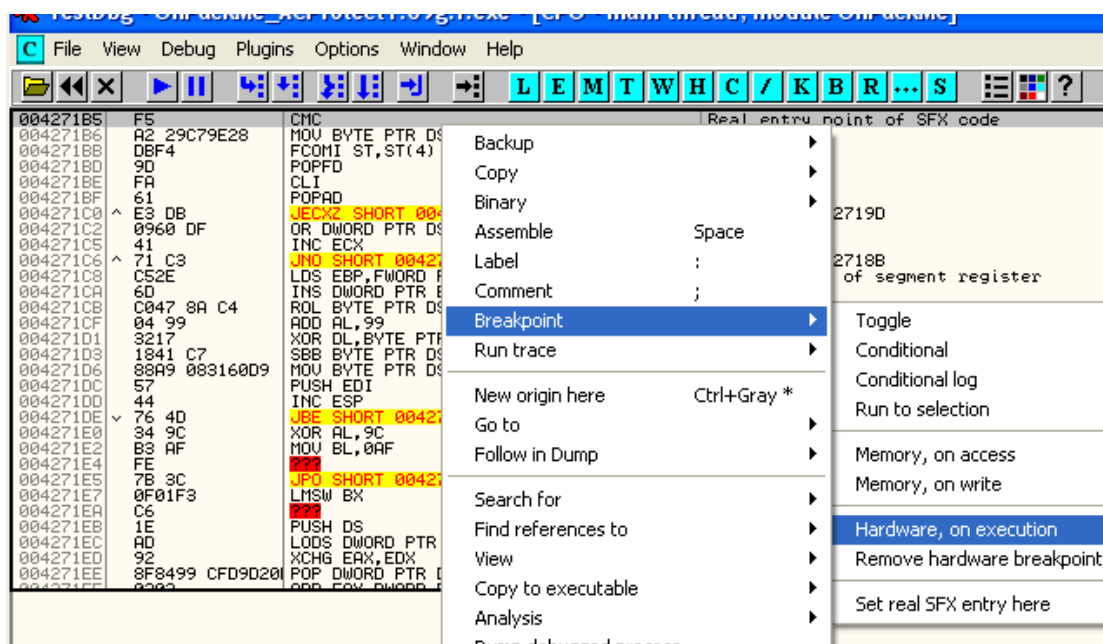 C File View Debug Plugins Options Window Help
L E M T W H C / K B R ... S ?
004271B5 F5 CMC Real entry point of SFX code
004271B6 A2 29C79E28 MOV BYTE PTR DS
004271BB DBF4 FCOMI ST,ST(4)
004271BD 9D POPFD
004271BE FA CLI
004271BF 61 POPAD
004271C0 ^ E3 DB JECXZ SHORT 004 2719D
004271C2 0960 DF OR DWORD PTR DS
004271C5 41 INC ECX
004271C6 ^ 71 C3 JNO SHORT 00427 2718B
004271C8 C52E LDS EBP,FWORD P of segment register
004271CA 6D INS DWORD PTR E
004271CB C047 8A C4 ROL BYTE PTR DS
004271CF 04 99 ADD AL,99
004271D1 3217 XOR DL,BYTE PTR
004271D3 1841 C7 SBB BYTE PTR DS
004271D6 88A9 083160D9 MOV BYTE PTR DS
004271DC 57 PUSH EDI
004271DD 44 INC ESP
004271DE v 76 4D JBE SHORT 00427
004271E0 34 9C XOR AL,9C
004271E2 B3 AF MOV BL,0AF
004271E4 FE ???
004271E5 7B 3C JPO SHORT 00427
004271E7 0F01F3 LMSW BX
004271EA C6 ???
004271EB 1E PUSH DS
004271EC AD LODS DWORD PTR
004271ED 92 XCHG EAX,EDX
004271EE 8F8499 CFD9D20 POP DWORD PTR
Backup
Copy
Binary
Assemble Space
Label :
Comment ;
Breakpoint
Run trace
New origin here Ctrl+Gray *
Go to
Follow in Dump
Search for
Find references to
View
Copy to executable
Analysis
Toggle
Conditional
Conditional log
Run to selection
Memory, on access
Memory, on write
Hardware, on execution
Remove hardware breakpoint
Set real SFX entry here